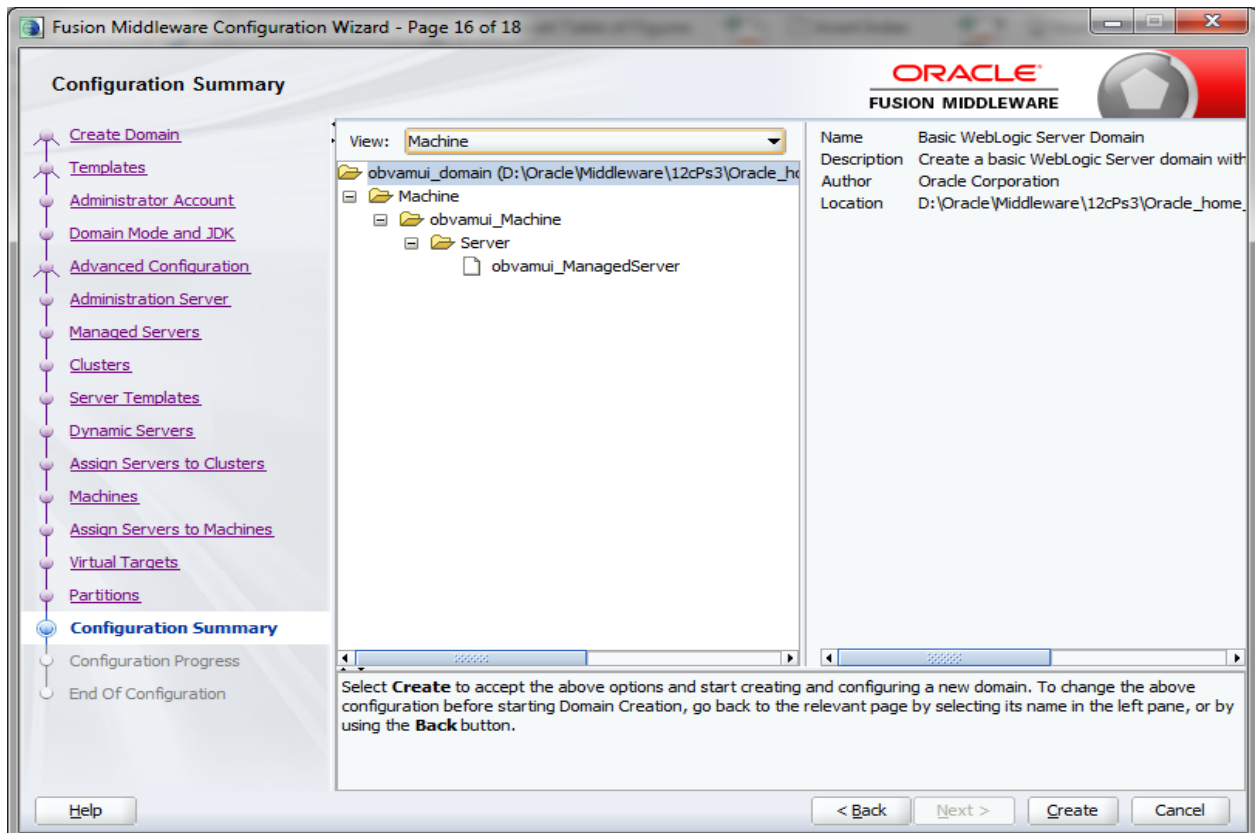 Fusion Middleware Configuration Wizard - Page 16 of 18
Configuration Summary
ORACLE
FUSION MIDDLEWARE
Create Domain
Templates
Administrator Account
Domain Mode and JDK
Advanced Configuration
Administration Server
Managed Servers
Clusters
Server Templates
Dynamic Servers
Assign Servers to Clusters
Machines
Assign Servers to Machines
Virtual Targets
Partitions
Configuration Summary
Configuration Progress
End Of Configuration
View: Machine
obvamui_domain (D:\Oracle\Middleware\12cPs3\Oracle_ho
Machine
obvamui_Machine
Server
obvamui_ManagedServer
Name Basic WebLogic Server Domain
Description Create a basic WebLogic Server domain with
Author Oracle Corporation
Location D:\Oracle\Middleware\12cPs3\Oracle_home_
Select Create to accept the above options and start creating and configuring a new domain. To change the above
configuration before starting Domain Creation, go back to the relevant page by selecting its name in the left pane, or by
using the Back button.
Help
< Back
Next >
Create
Cancel